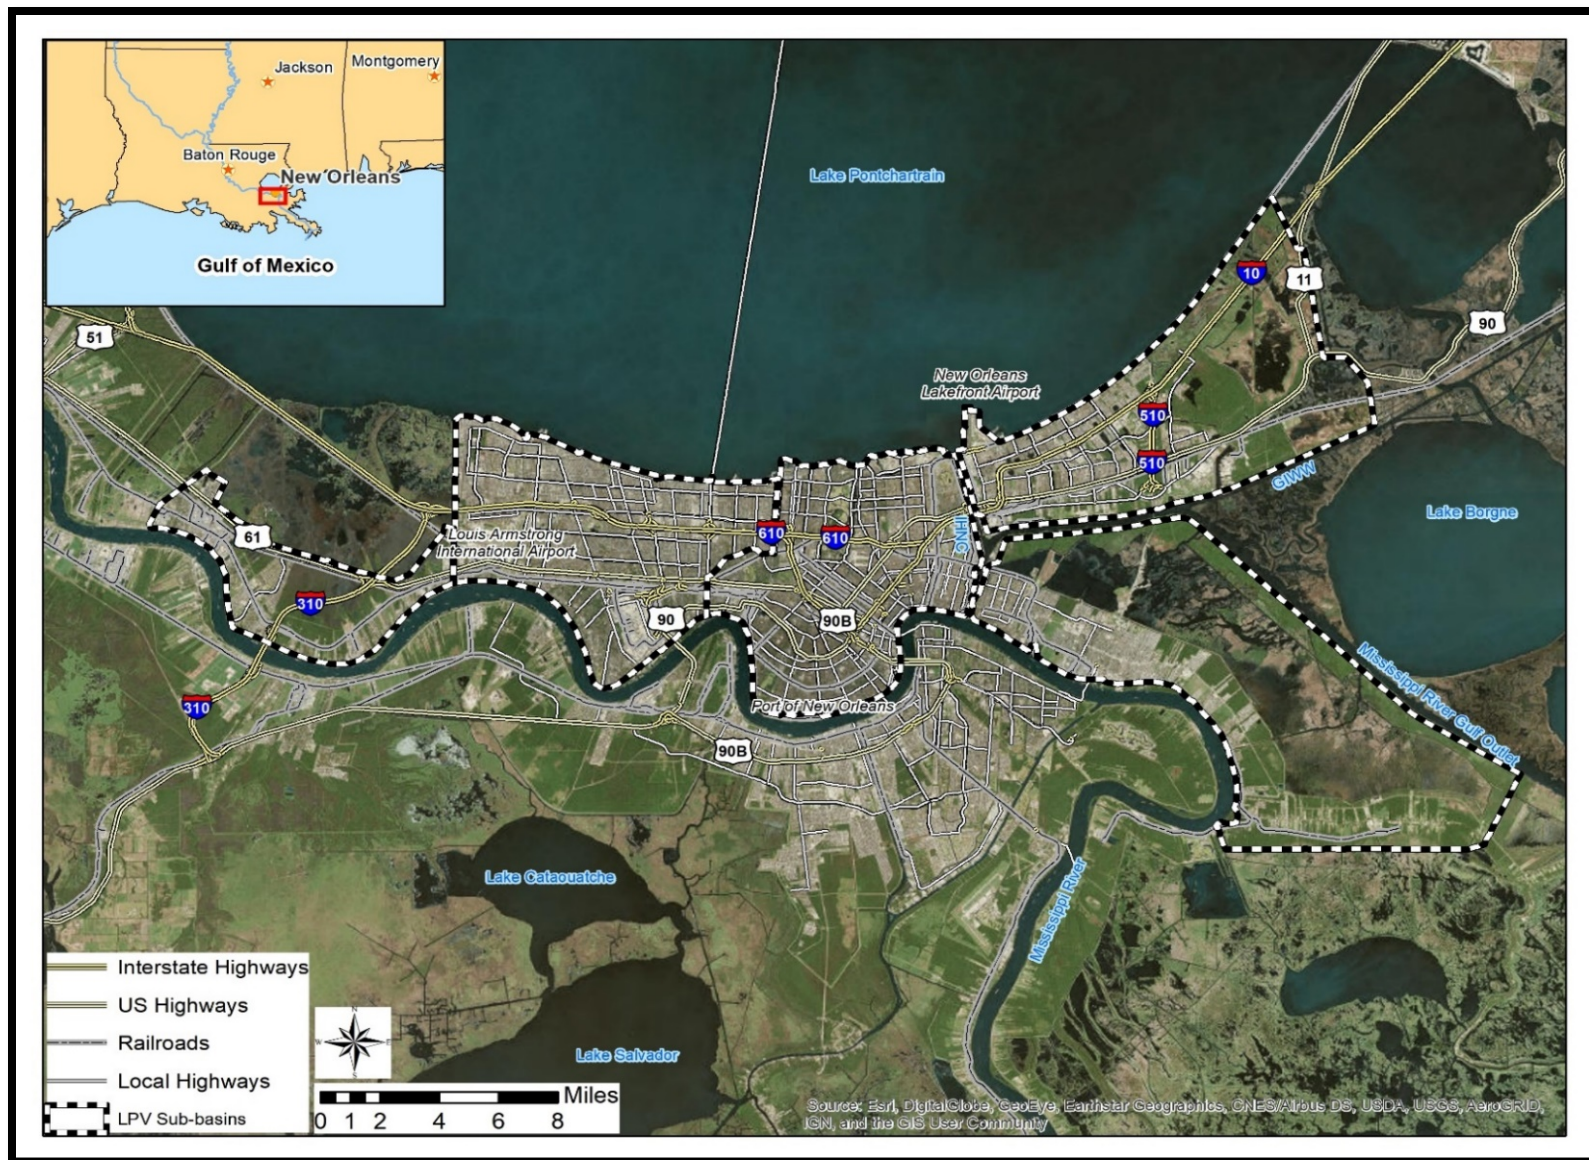 Jackson
Montgomery
Baton Rouge
New Orleans
Gulf of Mexico
Lake Pontchartrain
51
10
11
90
New Orleans
Lakefront Airport
510
510
GIWW
Lake Borgne
61
Louis Armstrong
International Airport
610
610
IHNC
310
90
90B
310
Port of New Orleans
90B
Mississippi River Gulf Outlet
Lake Cataouatche
Mississippi River
Lake Salvador
Interstate Highways
US Highways
Railroads
Local Highways
LPV Sub-basins
N
W
E
S
Miles
0 1 2 4 6 8
Source: Esri, DigitalGlobe, GeoEye, Earthstar Geographics, CNES/Airbus DS, USDA, USGS, AeroGRID,
IGN, and the GIS User Community